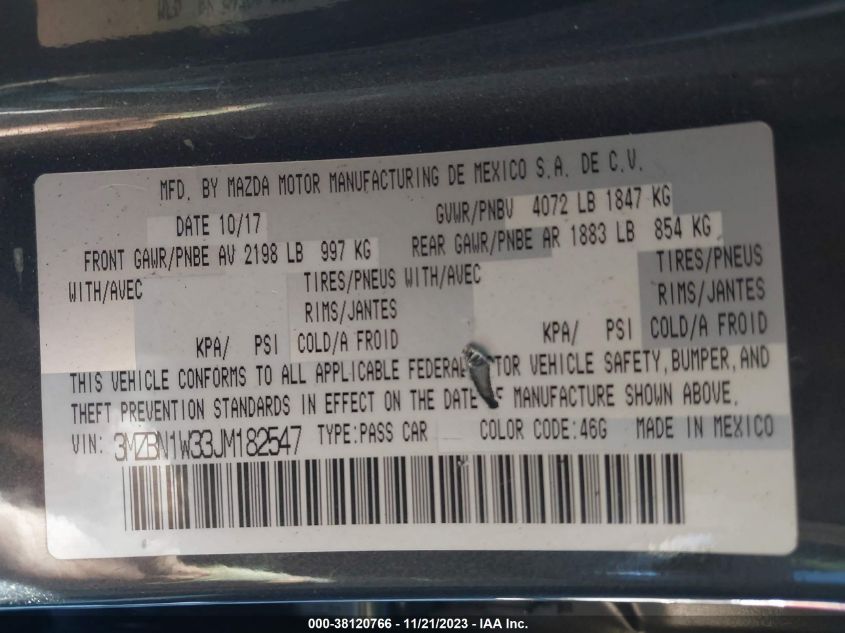 MFD. BY MAZDA MOTOR MANUFACTURING DE MEXICO S.A. DE C.V.
DATE 10/17 GVWR/PNBV 4072 LB 1847 KG
FRONT GAWR/PNBE AV 2198 LB 997 KG REAR GAWR/PNBE AR 1883 LB 854 KG
WITH/AVEC TIRES/PNEUS WITH/AVEC TIRES/PNEUS
RIMS/JANTES RIMS/JANTES
KPA/ PSI COLD/A FROID KPA/ PSI COLD/A FROID
THIS VEHICLE CONFORMS TO ALL APPLICABLE FEDERAL TOR VEHICLE SAFETY, BUMPER, AND
THEFT PREVENTION STANDARDS IN EFFECT ON THE DATE OF MANUFACTURE SHOWN ABOVE.
VIN: 3MZBN1W33JM182547 TYPE:PASS CAR COLOR CODE:46G MADE IN MEXICO
000-38120766 - 11/21/2023 - © IAA Inc.